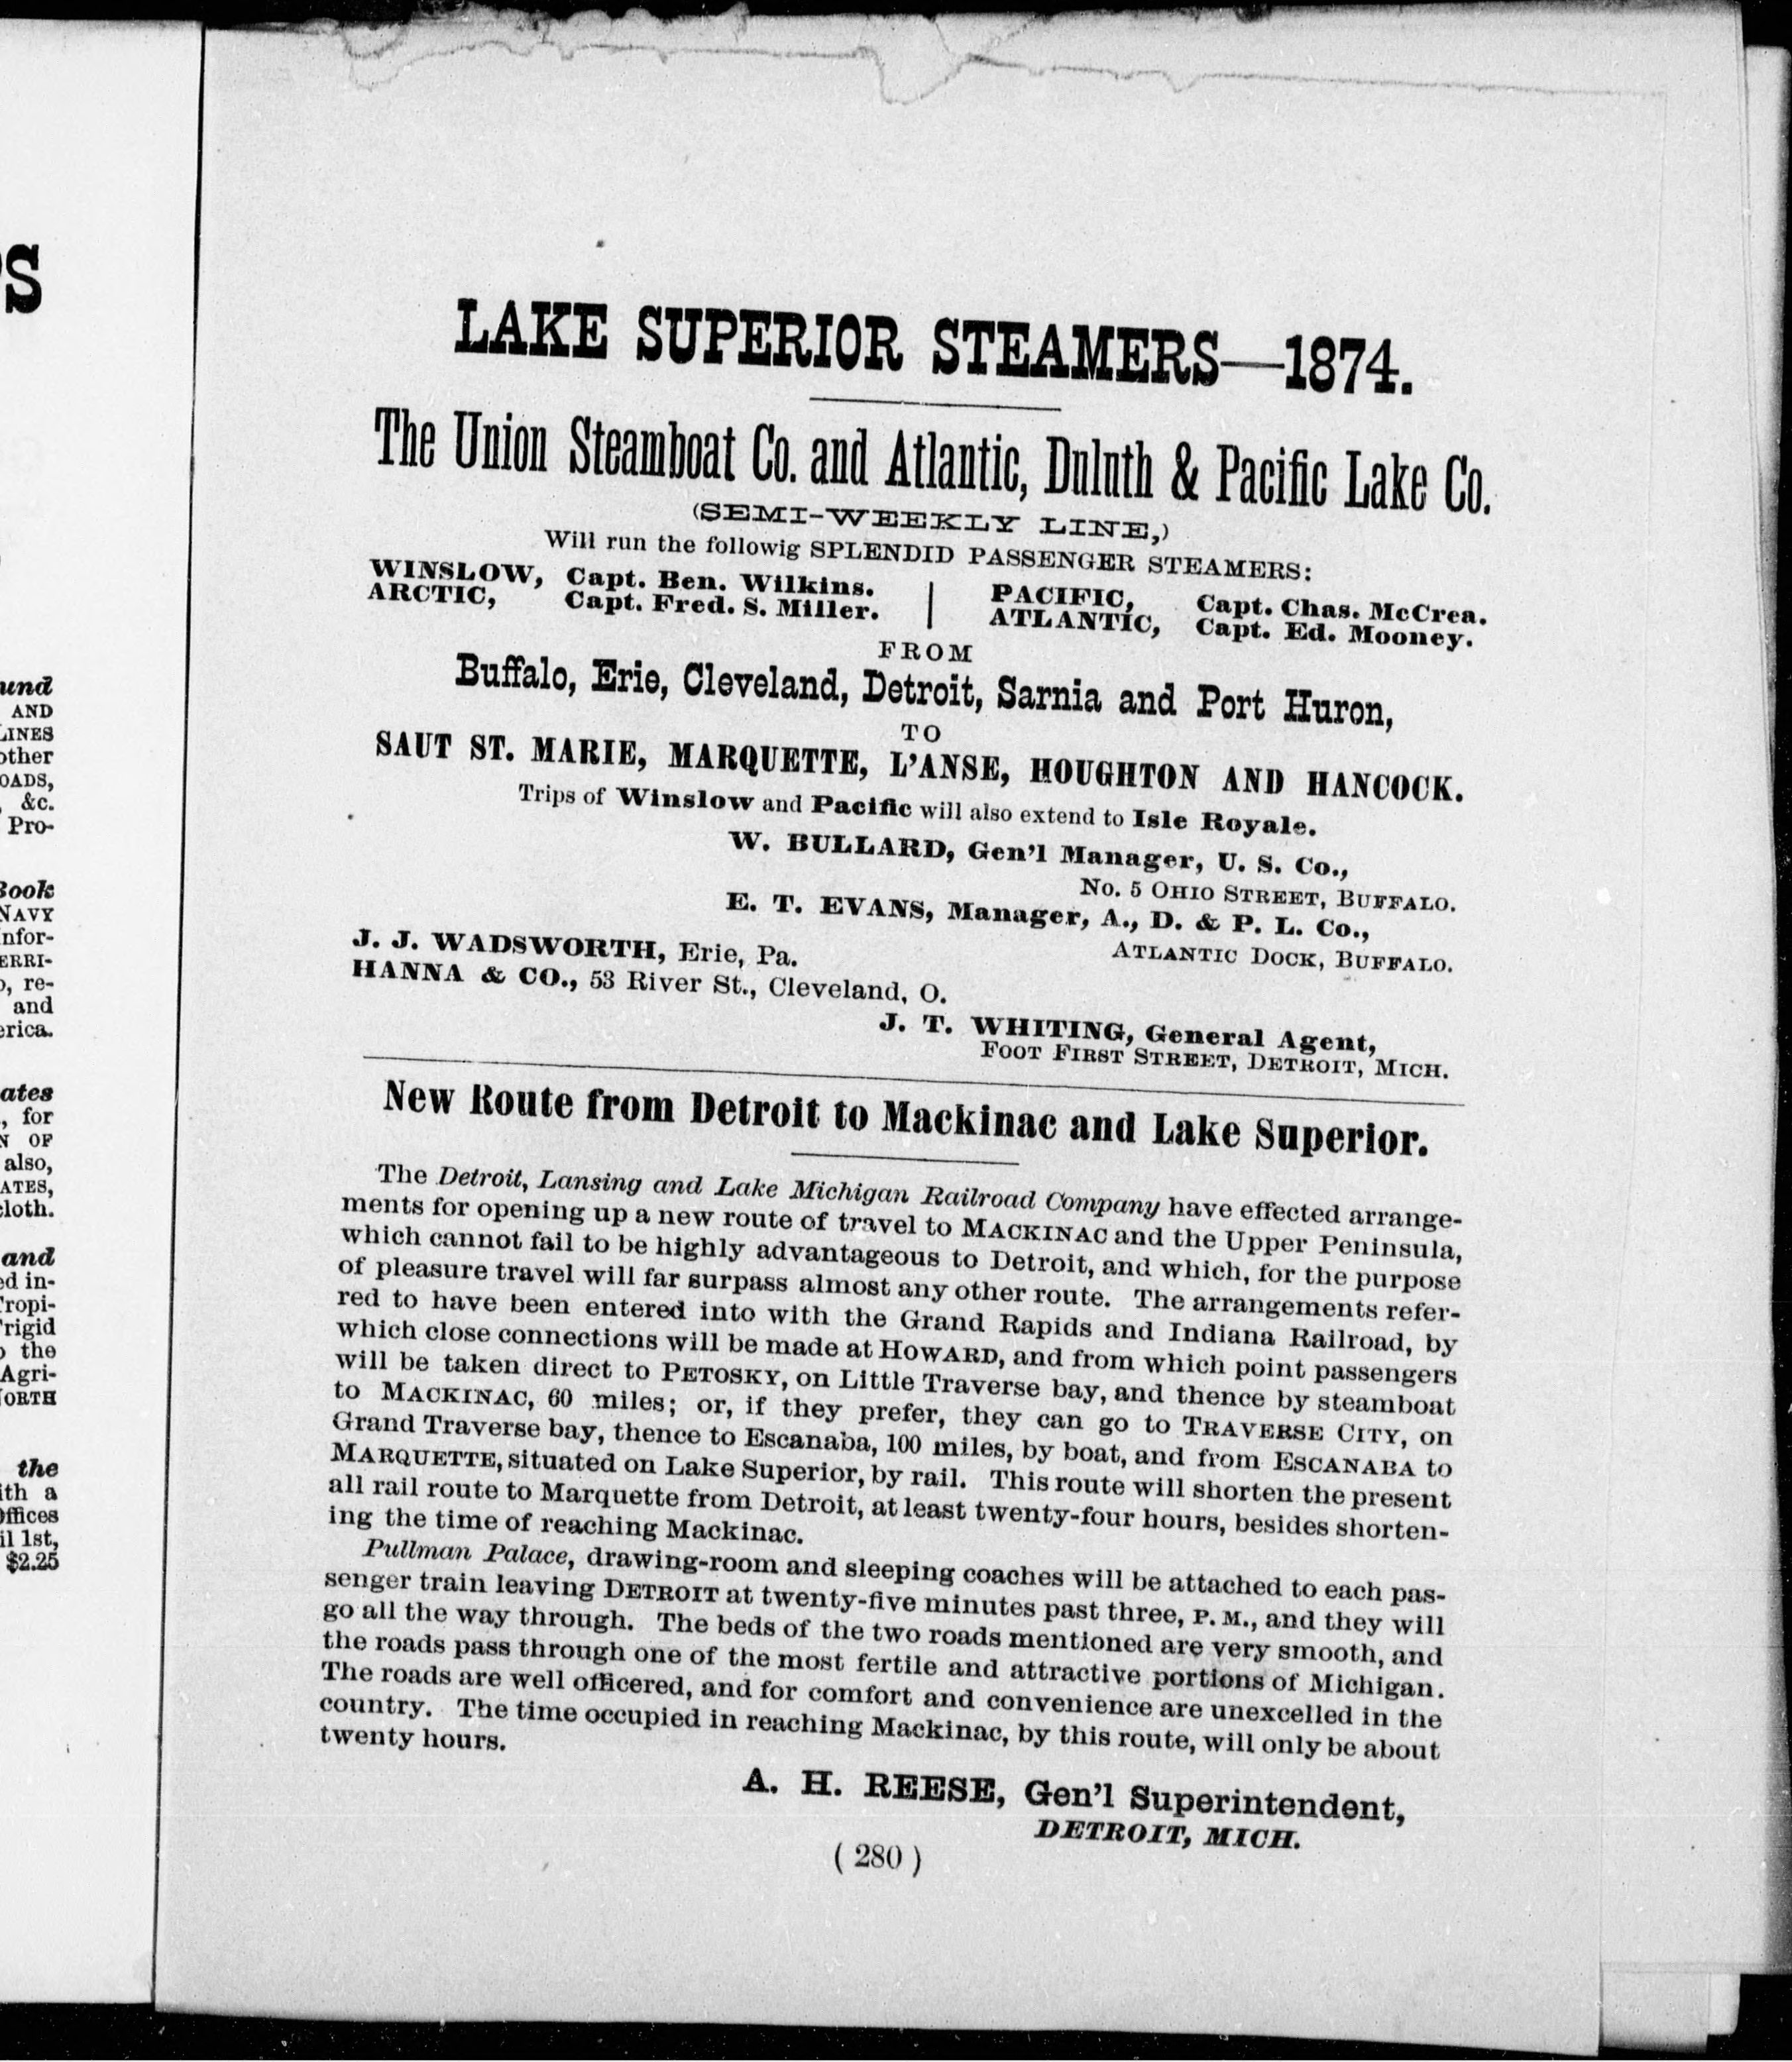 S
LAKE SUPERIOR STEAMERS—1874.
The Union Steamboat Co. and Atlantic, Duluth & Pacific Lake Co.
(SEMI-WEEKLY LINE,)
Will run the followig SPLENDID PASSENGER STEAMERS:
WINSLOW, Capt. Ben. Wilkins. | PACIFIC, Capt. Chas. McCrea.
ARCTIC, Capt. Fred. S. Miller. | ATLANTIC, Capt. Ed. Mooney.
FROM
Buffalo, Erie, Cleveland, Detroit, Sarnia and Port Huron,
TO
SAUT ST. MARIE, MARQUETTE, L'ANSE, HOUGHTON AND HANCOCK.
Trips of Winslow and Pacific will also extend to Isle Royale.
W. BULLARD, Gen'l Manager, U. S. Co.,
No. 5 OHIO STREET, BUFFALO.
E. T. EVANS, Manager, A., D. & P. L. Co.,
ATLANTIC DOCK, BUFFALO.
J. J. WADSWORTH, Erie, Pa.
HANNA & CO., 53 River St., Cleveland, O.
J. T. WHITING, General Agent,
FOOT FIRST STREET, DETROIT, MICH.
New Route from Detroit to Mackinac and Lake Superior.
The Detroit, Lansing and Lake Michigan Railroad Company have effected arrange-
ments for opening up a new route of travel to MACKINAC and the Upper Peninsula,
which cannot fail to be highly advantageous to Detroit, and which, for the purpose
of pleasure travel will far surpass almost any other route. The arrangements refer-
red to have been entered into with the Grand Rapids and Indiana Railroad, by
which close connections will be made at HOWARD, and from which point passengers
will be taken direct to PETOSKY, on Little Traverse bay, and thence by steamboat
to MACKINAC, 60 miles; or, if they prefer, they can go to TRAVERSE CITY, on
Grand Traverse bay, thence to Escanaba, 100 miles, by boat, and from ESCANABA to
MARQUETTE, situated on Lake Superior, by rail. This route will shorten the present
all rail route to Marquette from Detroit, at least twenty-four hours, besides shorten-
ing the time of reaching Mackinac.
Pullman Palace, drawing-room and sleeping coaches will be attached to each pas-
senger train leaving DETROIT at twenty-five minutes past three, P. M., and they will
go all the way through. The beds of the two roads mentioned are very smooth, and
the roads pass through one of the most fertile and attractive portions of Michigan.
The roads are well officered, and for comfort and convenience are unexcelled in the
country. The time occupied in reaching Mackinac, by this route, will only be about
twenty hours.
A. H. REESE, Gen'l Superintendent,
DETROIT, MICH.
( 280 )
AND
&c.
Pro-
re-
and
for
OF
also,
and
the
the
with a
1st,
$2.25